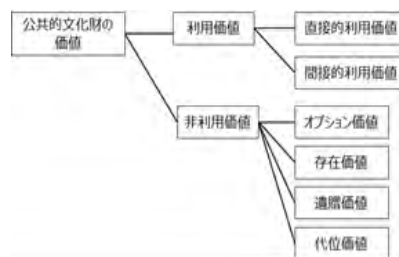 公共的文化財の
価値
利用価値
直接的利用価値
間接的利用価値
非利用価値
オプション価値
存在価値
遺贈価値
代位価値